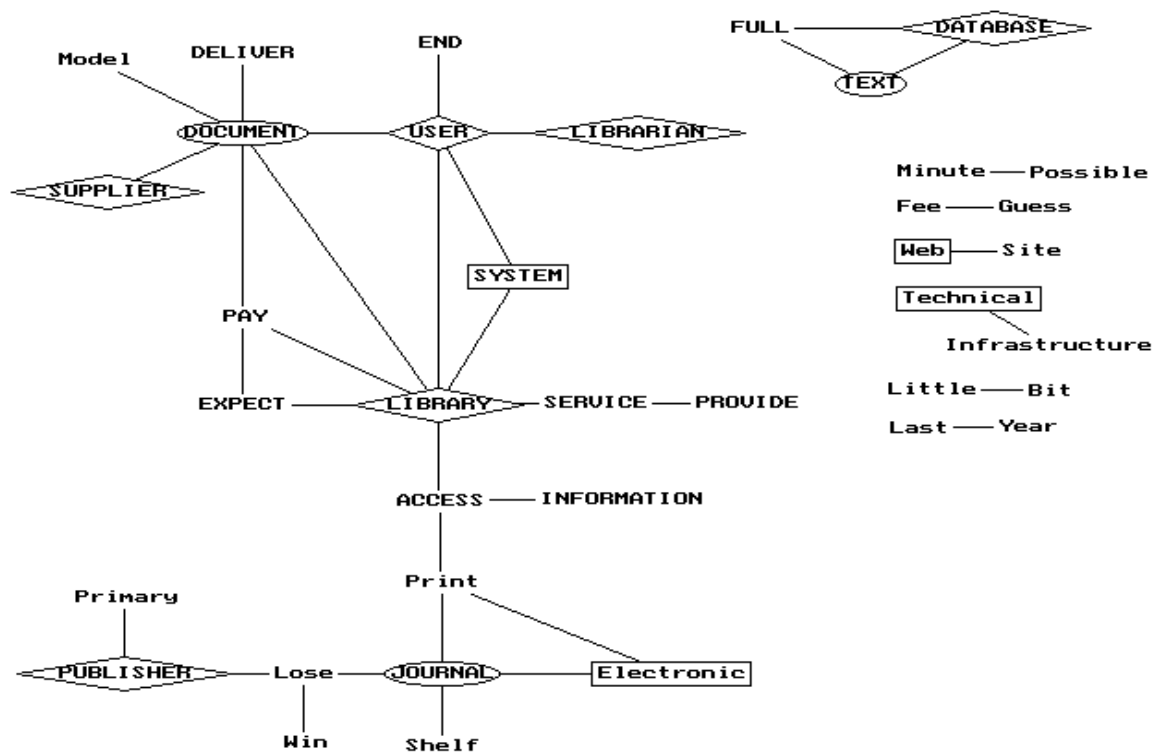 FULL
DATABASE
TEXT
END
DELIVER
Model
DOCUMENT
USER
LIBRARIAN
SUPPLIER
Minute
Possible
Fee
Guess
Web
Site
SYSTEM
Technical
PAY
Infrastructure
EXPECT
LIBRARY
SERVICE
PROVIDE
Little
Bit
Last
Year
ACCESS
INFORMATION
Print
Primary
PUBLISHER
Lose
JOURNAL
Electronic
Win
Shelf